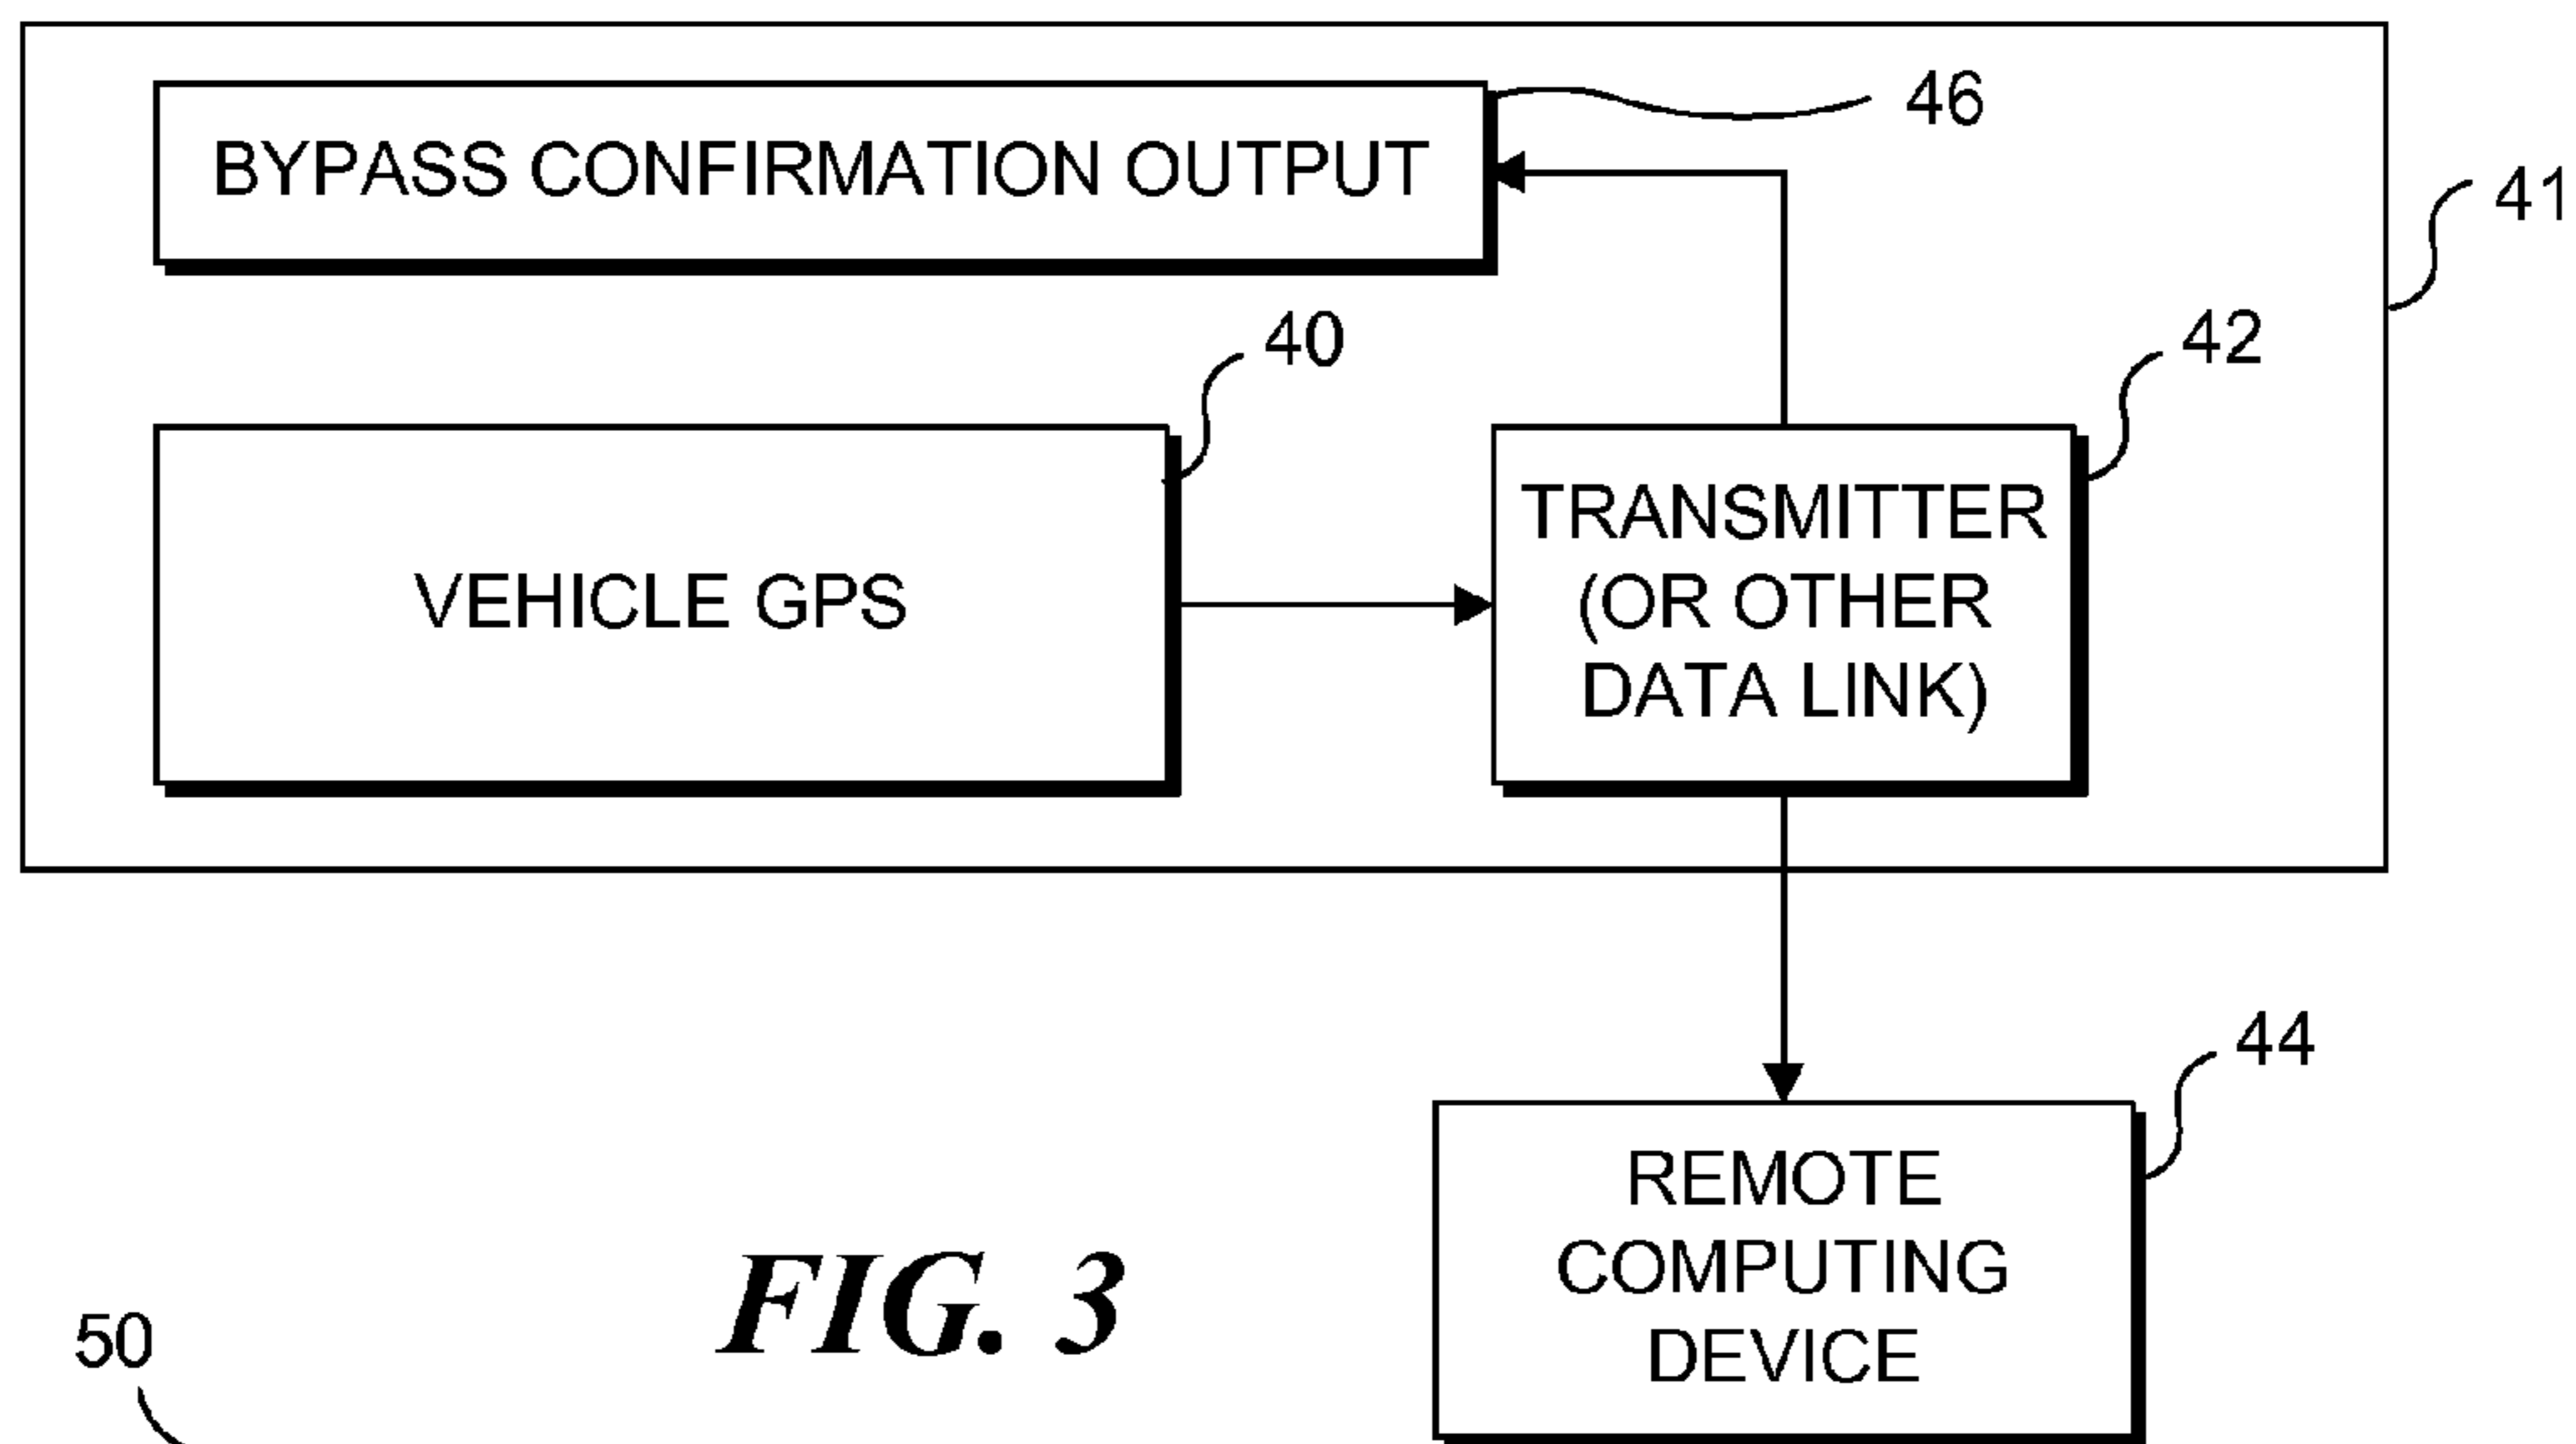 46
BYPASS CONFIRMATION OUTPUT
41
40
42
VEHICLE GPS
TRANSMITTER
(OR OTHER
DATA LINK)
44
REMOTE
COMPUTING
DEVICE
FIG. 3
50